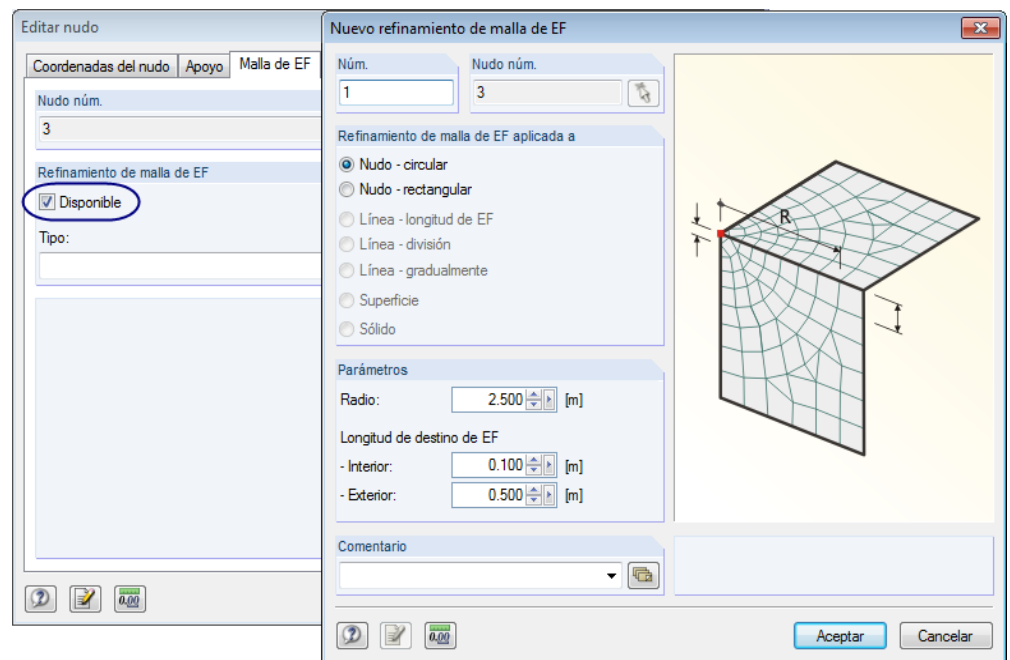 Editar nudo
Coordenadas del nudo Apoyo Malla de EF
Nudo núm.
3
Refinamiento de malla de EF
Disponible
Tipo:
0.00
Nuevo refinamiento de malla de EF
Núm. Nudo núm.
1 3
Refinamiento de malla de EF aplicada a
Nudo - circular
Nudo - rectangular
Línea - longitud de EF
Línea - división
Línea - gradualmente
Superficie
Sólido
Parámetros
Radio: 2.500 [m]
Longitud de destino de EF
- Interior: 0.100 [m]
- Exterior: 0.500 [m]
Comentario
0.00
Aceptar Cancelar
R